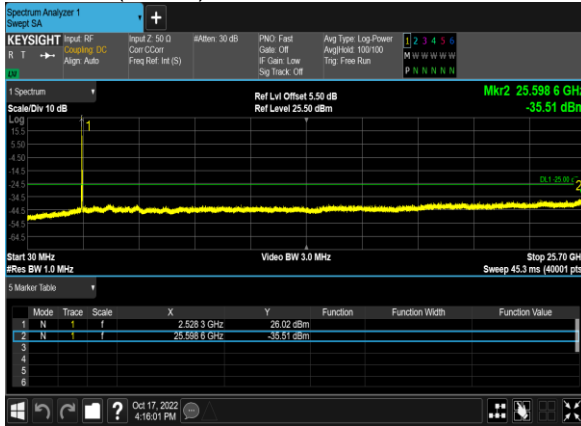 Spectrum Analyzer 1
Swept SA
+
KEYSIGHT
R T
LXI
Input: RF
Coupling: DC
Align: Auto
Input Z: 50 Ω
Corr CCorr
Freq Ref: Int (S)
#Atten: 30 dB
PNO: Fast
Gate: Off
IF Gain: Low
Sig Track: Off
Avg Type: Log-Power
Avg|Hold: 100/100
Trig: Free Run
1 2 3 4 5 6
M W W W W W
P N N N N N
1 Spectrum
Scale/Div 10 dB
Ref Lvl Offset 5.50 dB
Ref Level 25.50 dBm
Mkr2 25.598 6 GHz
-35.51 dBm
Log
15.5
5.50
-4.50
-14.5
-24.5
-34.5
-44.5
-54.5
-64.5
1
DL1 -25.00
2
Start 30 MHz
#Res BW 1.0 MHz
Video BW 3.0 MHz
Stop 25.70 GH
Sweep 45.3 ms (40001 pts
5 Marker Table
Mode Trace Scale X Y Function Function Width Function Value
1 N 1 f 2.528 3 GHz 26.02 dBm
2 N 1 f 25.598 6 GHz -35.51 dBm
3
4
5
6
?
Oct 17, 2022
4:16:01 PM